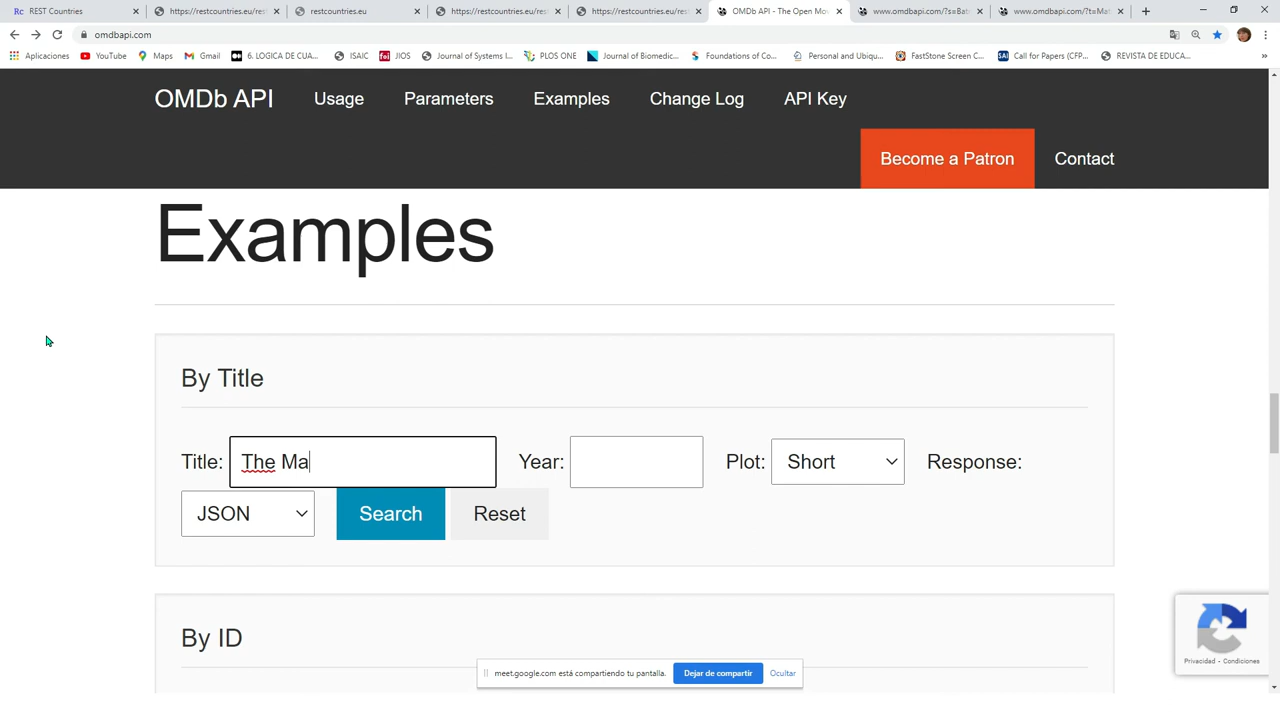 REST Countries
https://restcountries.eu/rest
restcountries.eu
https://restcountries.eu/res
https://restcountries.eu/res
OMDb API - The Open Mov
www.omdbapi.com/?s=Bat
www.omdbapi.com/?t=Mat
omdbapi.com
Aplicaciones
YouTube
Maps
Gmail
6. LOGICA DE CUA...
ISAIC
JIOS
Journal of Systems I...
PLOS ONE
Journal of Biomedic...
Foundations of Co...
Personal and Ubiqu...
FastStone Screen C...
Call for Papers (CFP...
REVISTA DE EDUCA...
OMDb API
Usage
Parameters
Examples
Change Log
API Key
Become a Patron
Contact
Examples
By Title
Title: The Ma
Year:
Plot: Short
Response:
JSON
Search
Reset
By ID
Privacidad - Condiciones
meet.google.com está compartiendo tu pantalla.
Dejar de compartir
Ocultar